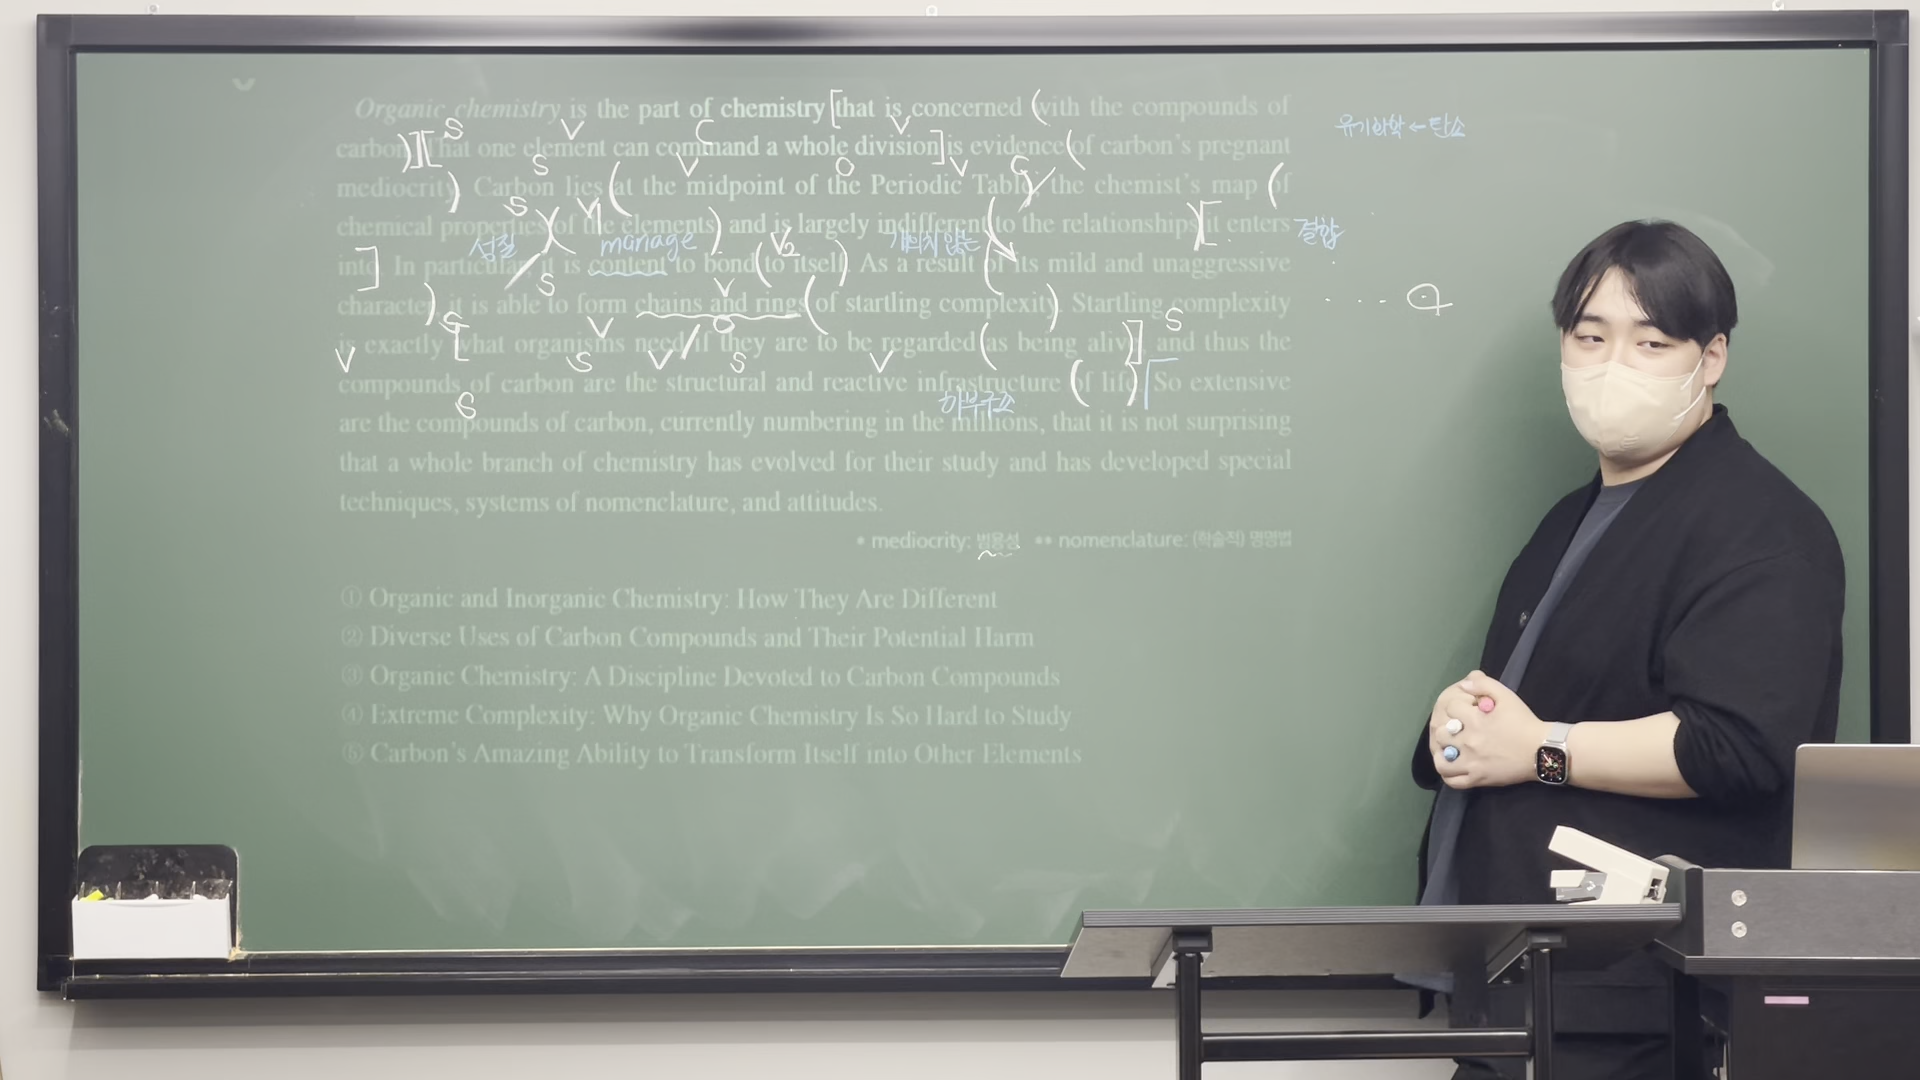 Organic chemistry is the part of chemistry [that is concerned (with the compounds of
유기화학 ← 탄소
S V C V
carbon)][That one element can command a whole division] is evidence (of carbon's pregnant
S V O V C
mediocrity). Carbon lies (at the midpoint of the Periodic Table, the chemist's map (of
S V1
chemical properties)(of the elements), and is largely indifferent (to the relationships)[it enters
성질 manage V2 개의치 않는 결합
into]. In particular, it is content to bond (to itself). As a result (of its mild and unaggressive
S V
character), it is able to form chains and rings (of startling complexity). Startling complexity
S V O S
is exactly [what organisms need if they are to be regarded (as being alive)], and thus the
V S V S V
compounds of carbon are the structural and reactive infrastructure (of life). So extensive
S 하부구조
are the compounds of carbon, currently numbering in the millions, that it is not surprising
that a whole branch of chemistry has evolved for their study and has developed special
techniques, systems of nomenclature, and attitudes.
* mediocrity: 범용성 ** nomenclature: (학술적) 명명법
① Organic and Inorganic Chemistry: How They Are Different
② Diverse Uses of Carbon Compounds and Their Potential Harm
③ Organic Chemistry: A Discipline Devoted to Carbon Compounds
④ Extreme Complexity: Why Organic Chemistry Is So Hard to Study
⑤ Carbon's Amazing Ability to Transform Itself into Other Elements